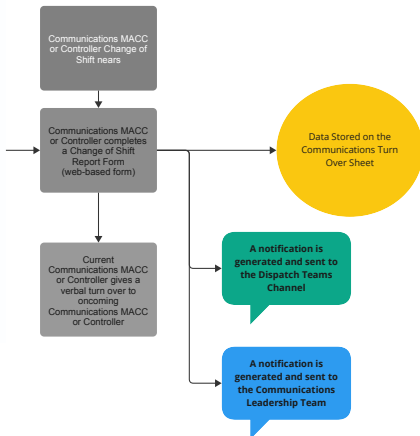 Communications MACC
or Controller Change of
Shift nears
Communications MACC
or Controller completes
a Change of Shift
Report Form
(web-based form)
Data Stored on the
Communications Turn
Over Sheet
Current
Communications MACC
or Controller gives a
verbal turn over to
oncoming
Communications MACC
or Controller
A notification is
generated and sent to
the Dispatch Teams
Channel
A notification is
generated and sent to
the Communications
Leadership Team